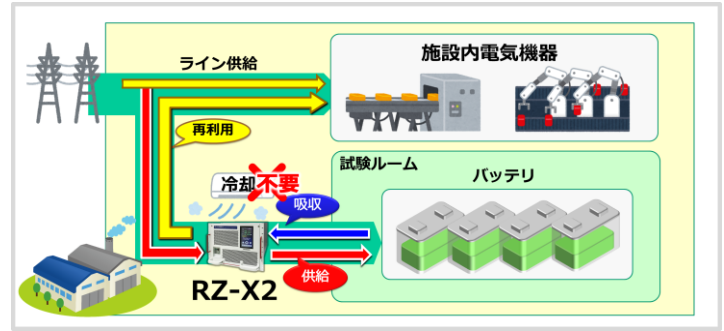 ライン供給
施設内電気機器
再利用
試験ルーム
バッテリ
冷却不要
吸収
供給
RZ-X2